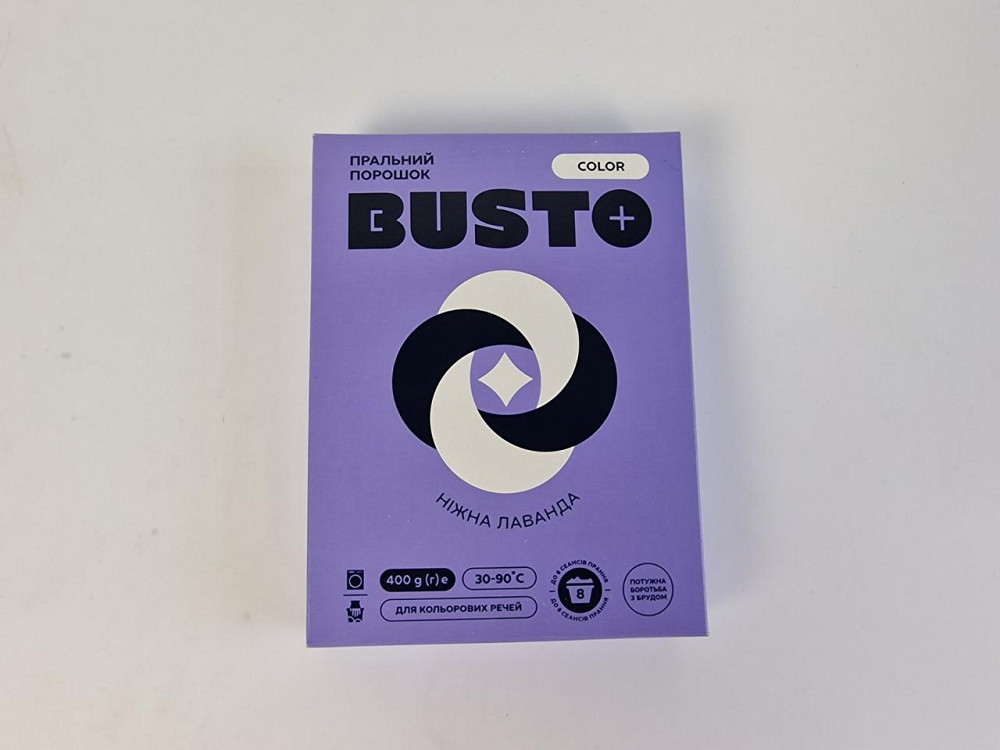 ПРАЛЬНИЙ
ПОРОШОК
COLOR
BUSTO
НІЖНА ЛАВАНДА
400 g (г) e
30-90°C
ДЛЯ КОЛЬОРОВИХ РЕЧЕЙ
ДО 8 СЕАНСІВ ПРАННЯ
8
ДО 8 СЕАНСІВ ПРАННЯ
ПОТУЖНА
БОРОТЬБА
З БРУДОМ